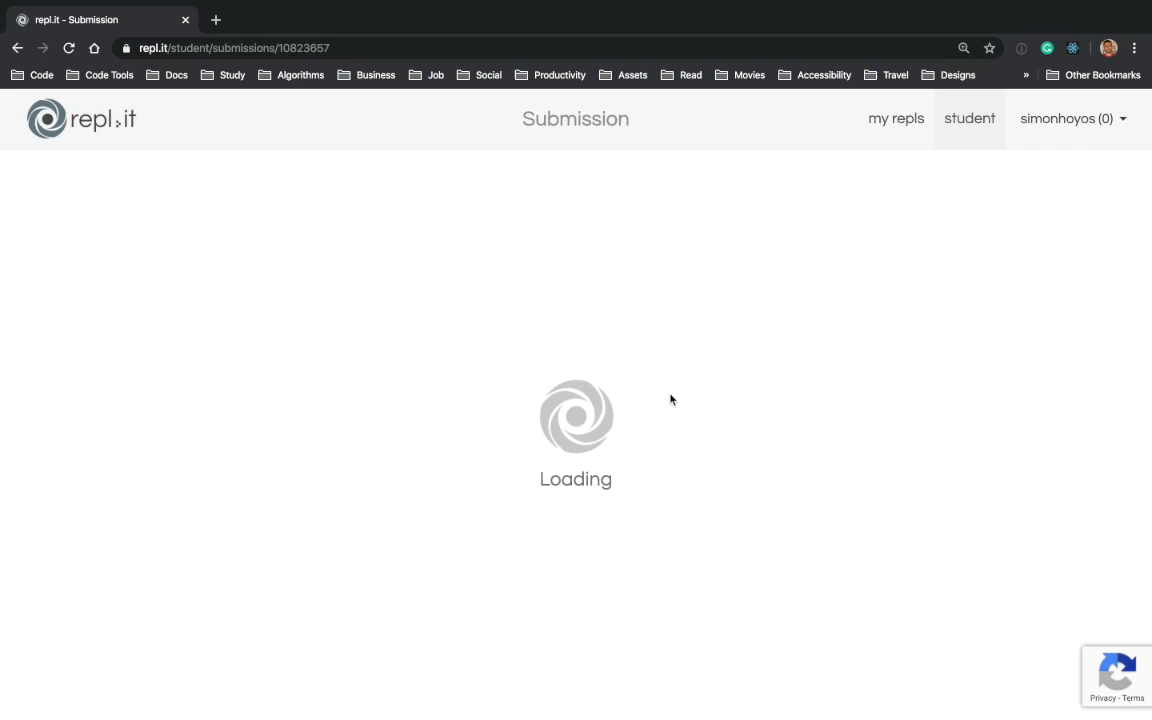 repl.it - Submission
repl.it/student/submissions/10823657
Code Code Tools Docs Study Algorithms Business Job Social Productivity Assets Read Movies Accessibility Travel Designs » Other Bookmarks
repl.it Submission my repls student simonhoyos (0)
Loading
Privacy - Terms